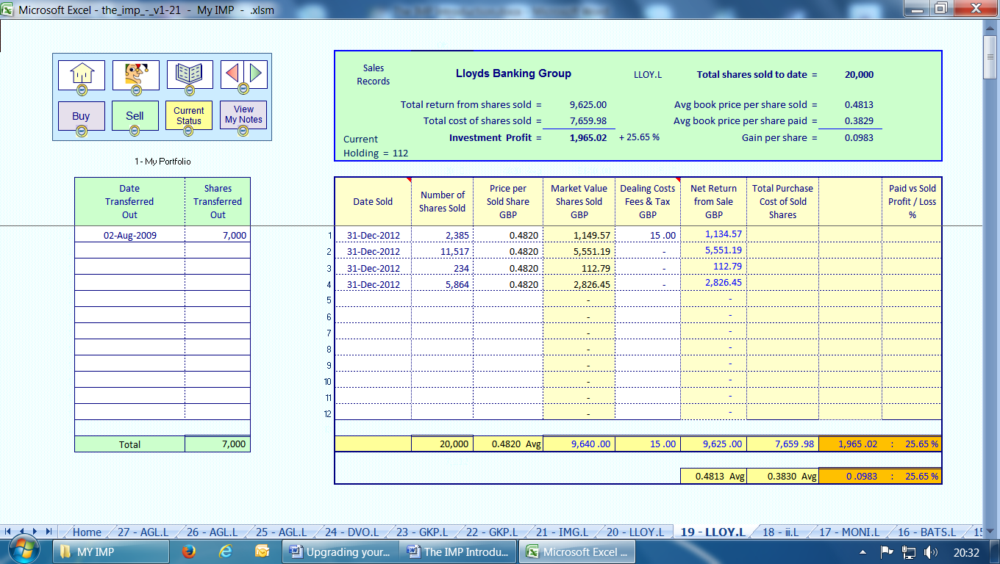 Microsoft Excel - the_imp_-_v1-21 - My IMP - .xlsm
Buy
Sell
Current
Status
View
My Notes
1 - My Portfolio
Sales
Records
Lloyds Banking Group
LLOY.L
Total shares sold to date = 20,000
Total return from shares sold = 9,625.00
Avg book price per share sold = 0.4813
Total cost of shares sold = 7,659.98
Avg book price per share paid = 0.3829
Current
Holding = 112
Investment Profit = 1,965.02 + 25.65 %
Gain per share = 0.0983
Date
Transferred
Out
Shares
Transferred
Out
02-Aug-2009 7,000
Total 7,000
Date Sold
Number of
Shares Sold
Price per
Sold Share
GBP
Market Value
Shares Sold
GBP
Dealing Costs
Fees & Tax
GBP
Net Return
from Sale
GBP
Total Purchase
Cost of Sold
Shares
Paid vs Sold
Profit / Loss
%
1 31-Dec-2012 2,385 0.4820 1,149.57 15 .00 1,134.57
2 31-Dec-2012 11,517 0.4820 5,551.19 - 5,551.19
3 31-Dec-2012 234 0.4820 112.79 - 112.79
4 31-Dec-2012 5,864 0.4820 2,826.45 - 2,826.45
5 - -
6 - -
7 - -
8 - -
9 - -
10 - -
11 - -
12 - -
20,000 0.4820 Avg 9,640 .00 15 .00 9,625 .00 7,659 .98 1,965 .02 : 25.65 %
0.4813 Avg 0.3830 Avg 0 .0983 : 25.65 %
Home 27 - AGL.L 26 - AGL.L 25 - AGL.L 24 - DVO.L 23 - GKP.L 22 - GKP.L 21 - IMG.L 20 - LLOY.L 19 - LLOY.L 18 - iii.L 17 - MONI.L 16 - BATS.L 15
MY IMP
Upgrading your...
The IMP Introdu...
Microsoft Excel ...
20:32